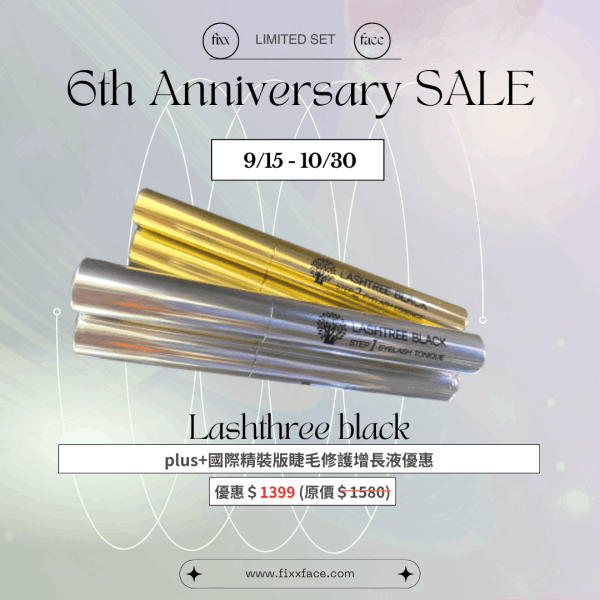 fixx LIMITED SET face
6th Anniversary SALE
9/15 - 10/30
LASHTREE BLACK
LASHTREE BLACK
STEP 1 EYELASH TONIQUE
Lashthree black
plus+國際精裝版睫毛修護增長液優惠
優惠＄1399 (原價＄1580)
www.fixxface.com